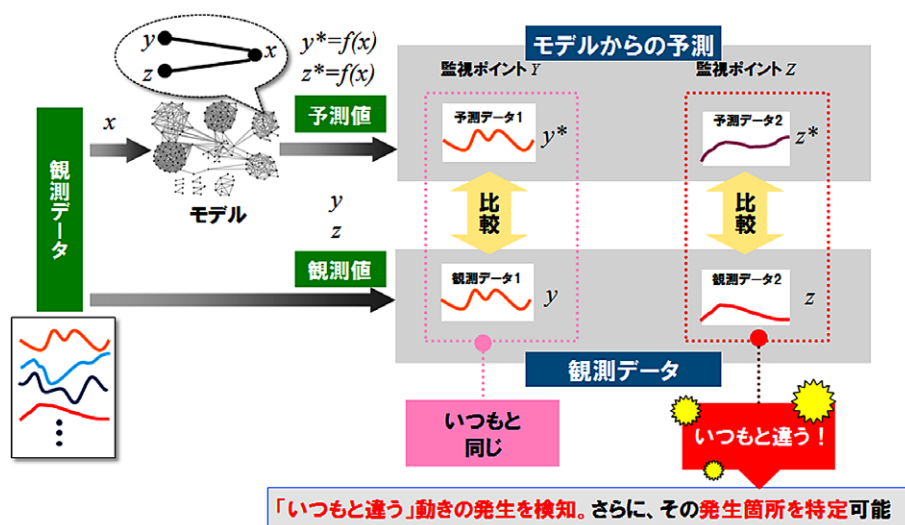 y
z
x
y*=f(x)
z*=f(x)
モデルからの予測
監視ポイント Y
監視ポイント Z
観測データ
x
モデル
予測値
予測データ1
y*
予測データ2
z*
比較
比較
y
z
観測値
観測データ1
y
観測データ2
z
観測データ
いつもと
同じ
いつもと違う！
「いつもと違う」動きの発生を検知。さらに、その発生箇所を特定可能